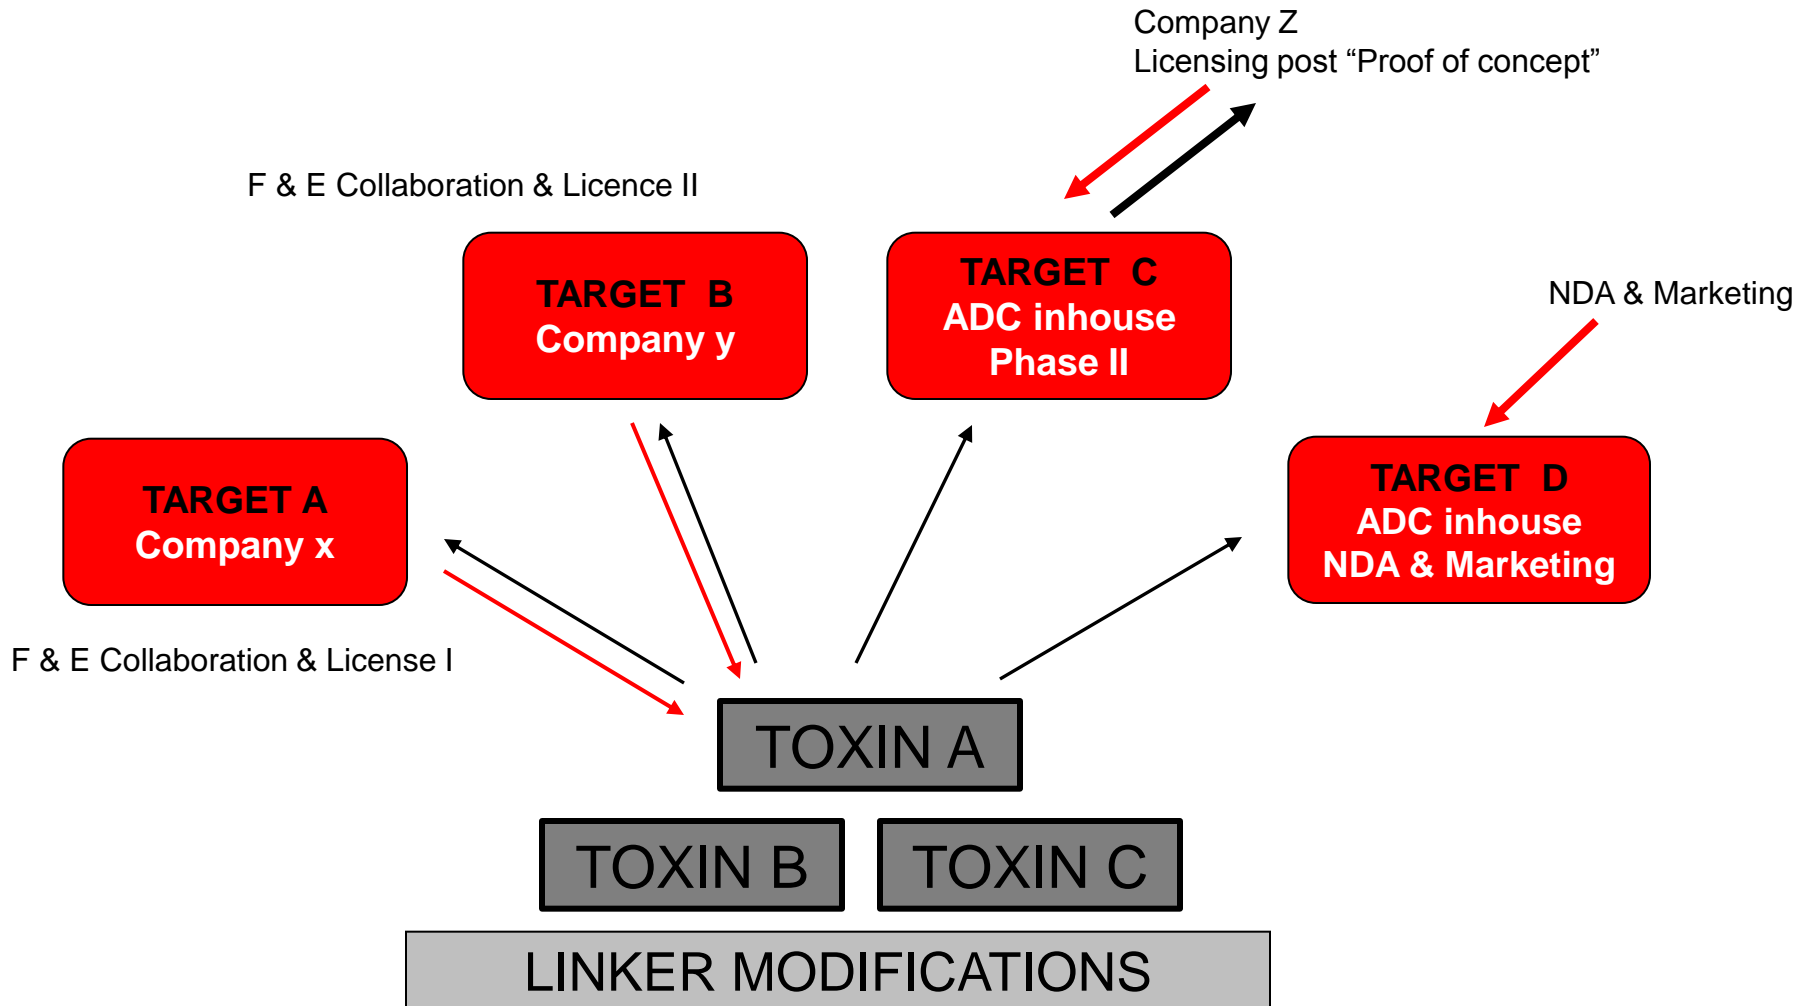 Company Z
Licensing post “Proof of concept”
F & E Collaboration & Licence II
TARGET B
Company y
TARGET C
ADC inhouse
Phase II
NDA & Marketing
TARGET A
Company x
TARGET D
ADC inhouse
NDA & Marketing
F & E Collaboration & License I
TOXIN A
TOXIN B
TOXIN C
LINKER MODIFICATIONS